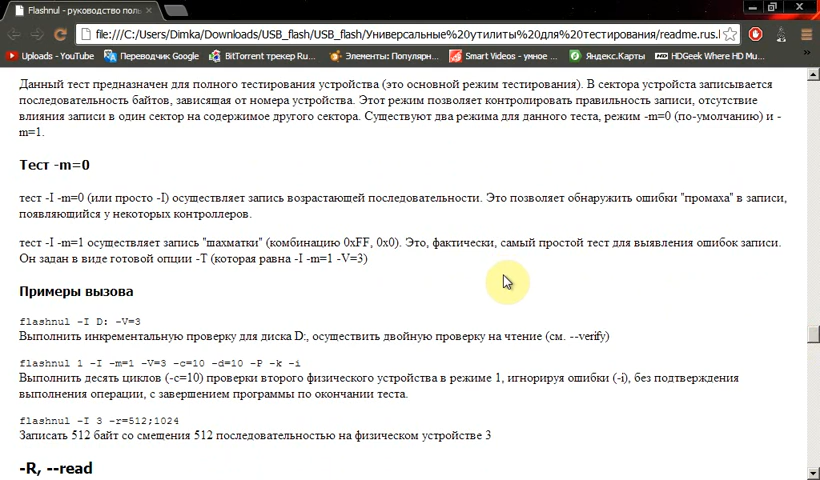 Flashnul - руководство поль
file:///C:/Users/Dimka/Downloads/USB_flash/USB_flash/Универсальные%20утилиты%20для%20тестирования/readme.rus.l
Uploads - YouTube Переводчик Google BitTorrent трекер Ru... Элементы: Популярн... Smart Videos - умное ... Яндекс.Карты HDGeek Where HD Mu... »
Данный тест предназначен для полного тестирования устройства (это основной режим тестирования). В сектора устройста записывается
последовательность байтов, зависящая от номера устройства. Этот режим позволяет контролировать правильность записи, отсутствие
влияния записи в один сектор на содержимое другого сектора. Существуют два режима для данного теста, режим -m=0 (по-умолчанию) и -
m=1.
Тест -m=0
тест -I -m=0 (или просто -I) осуществляет запись возрастающей последовательности. Это позволяет обнаружить ошибки "промаха" в записи,
появляющийся у некоторых контроллеров.
тест -I -m=1 осуществляет запись "шахматки" (комбинацию 0xFF, 0x0). Это, фактически, самый простой тест для выявления ошибок записи.
Он задан в виде готовой опции -T (которая равна -I -m=1 -V=3)
Примеры вызова
flashnul -I D: -V=3
Выполнить инкрементальную проверку для диска D:, осуществить двойную проверку на чтение (см. --verify)
flashnul 1 -I -m=1 -V=3 -c=10 -d=10 -P -k -i
Выполнить десять циклов (-c=10) проверки второго физического устройства в режиме 1, игнорируя ошибки (-i), без подтверждения
выполнения операции, с завершением программы по окончании теста.
flashnul -I 3 -r=512;1024
Записать 512 байт со смещения 512 последовательностью на физическом устройстве 3
-R, --read